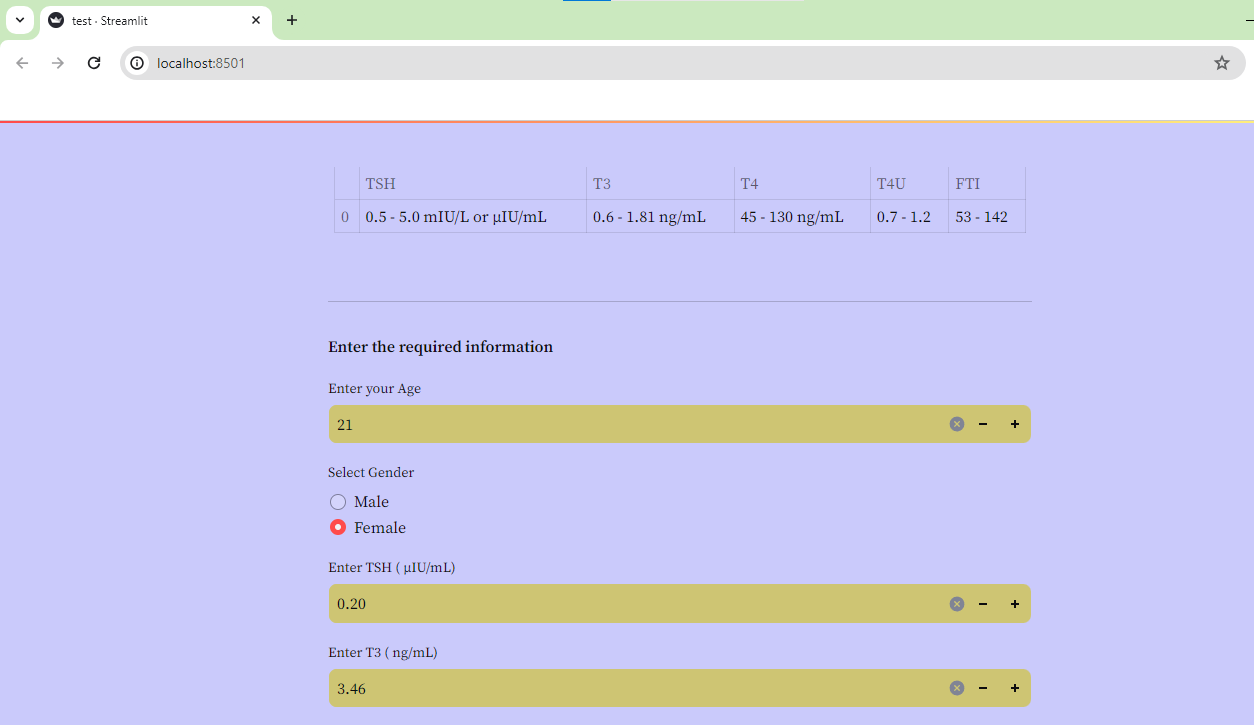 test · Streamlit
localhost:8501
TSH T3 T4 T4U FTI
0 0.5 - 5.0 mIU/L or µIU/mL 0.6 - 1.81 ng/mL 45 - 130 ng/mL 0.7 - 1.2 53 - 142
Enter the required information
Enter your Age
21
Select Gender
Male
Female
Enter TSH ( µIU/mL)
0.20
Enter T3 ( ng/mL)
3.46